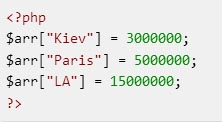 <?php
$arr["Kiev"] = 3000000;
$arr["Paris"] = 5000000;
$arr["LA"] = 15000000;
?>